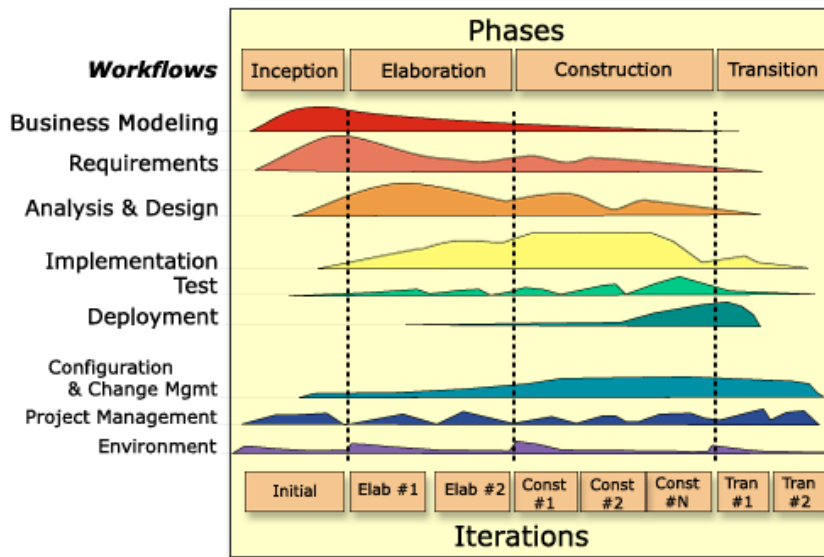 Phases
Workflows
Inception
Elaboration
Construction
Transition
Business Modeling
Requirements
Analysis & Design
Implementation
Test
Deployment
Configuration
& Change Mgmt
Project Management
Environment
Initial
Elab #1
Elab #2
Const
#1
Const
#2
Const
#N
Tran
#1
Tran
#2
Iterations